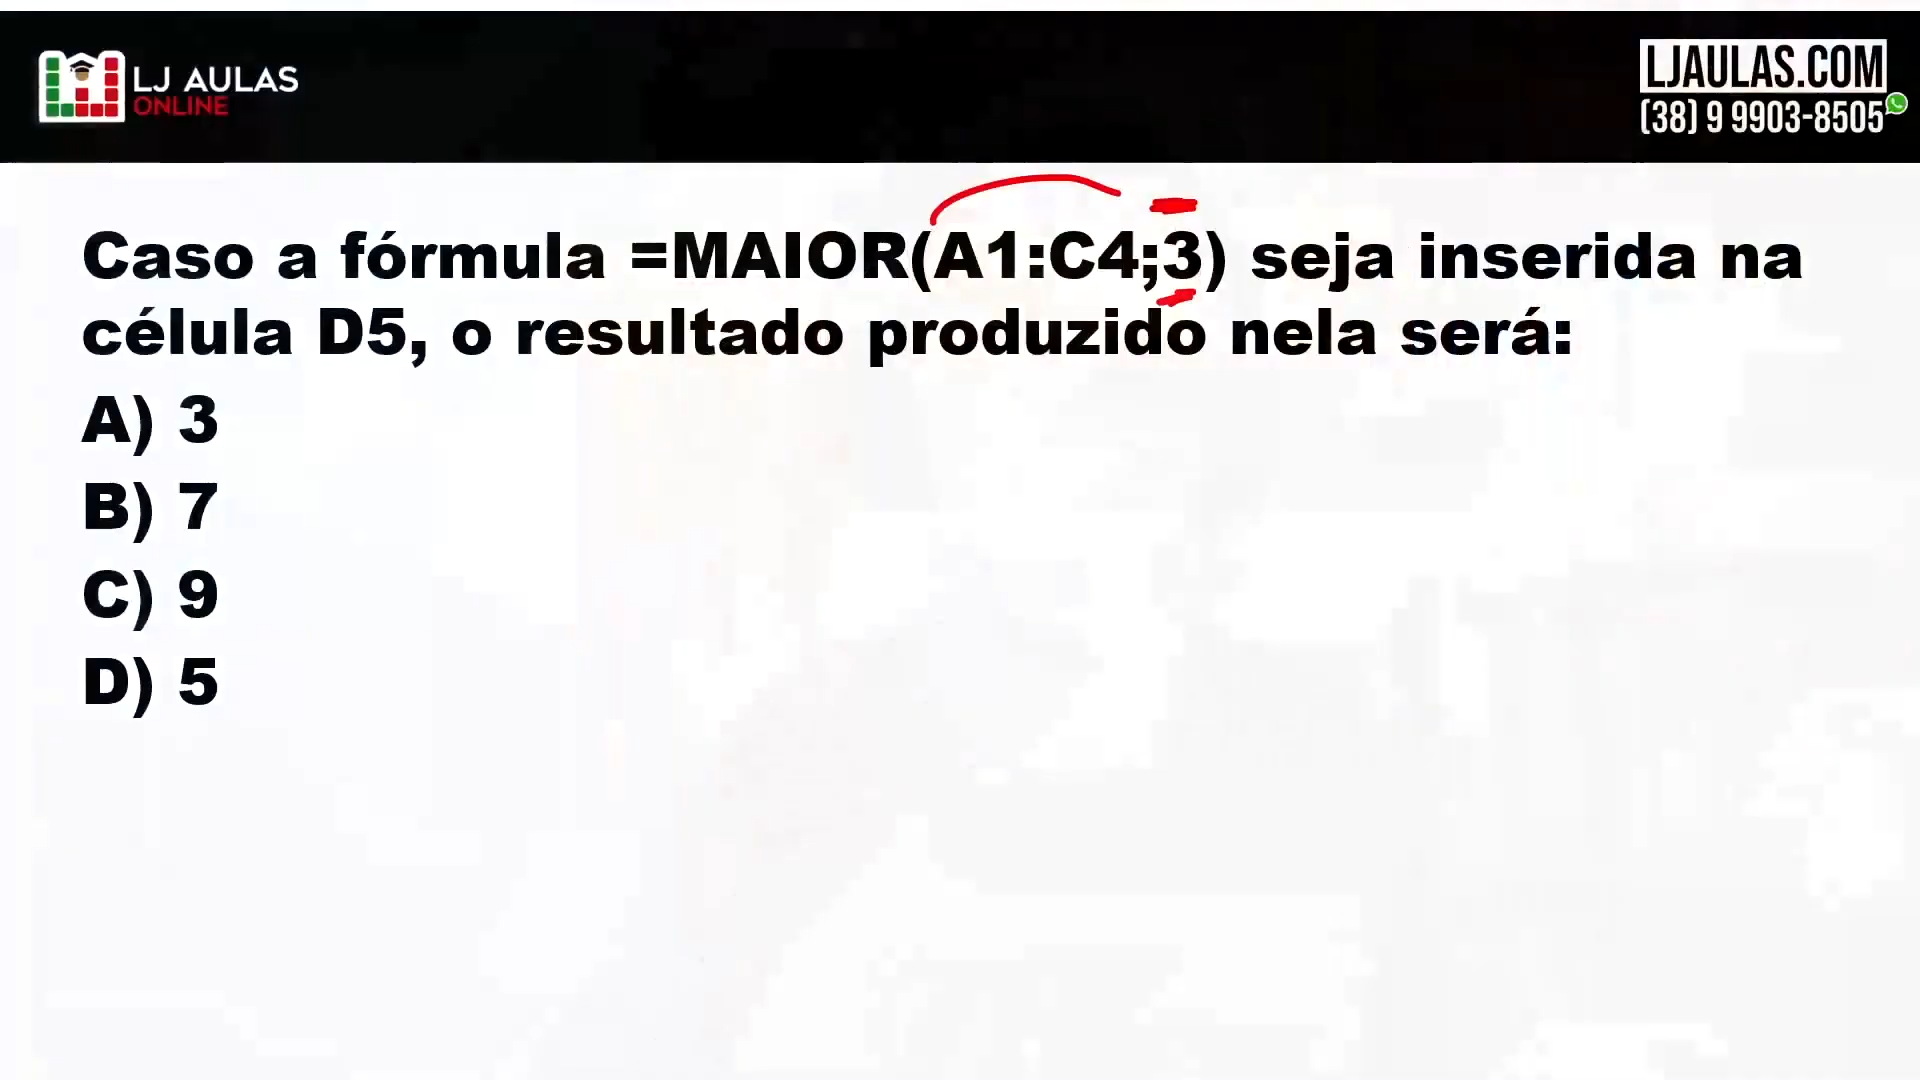 LJ AULAS
ONLINE
LJAULAS.COM
(38) 9 9903-8505
Caso a fórmula =MAIOR(A1:C4;3) seja inserida na
célula D5, o resultado produzido nela será:
A) 3
B) 7
C) 9
D) 5